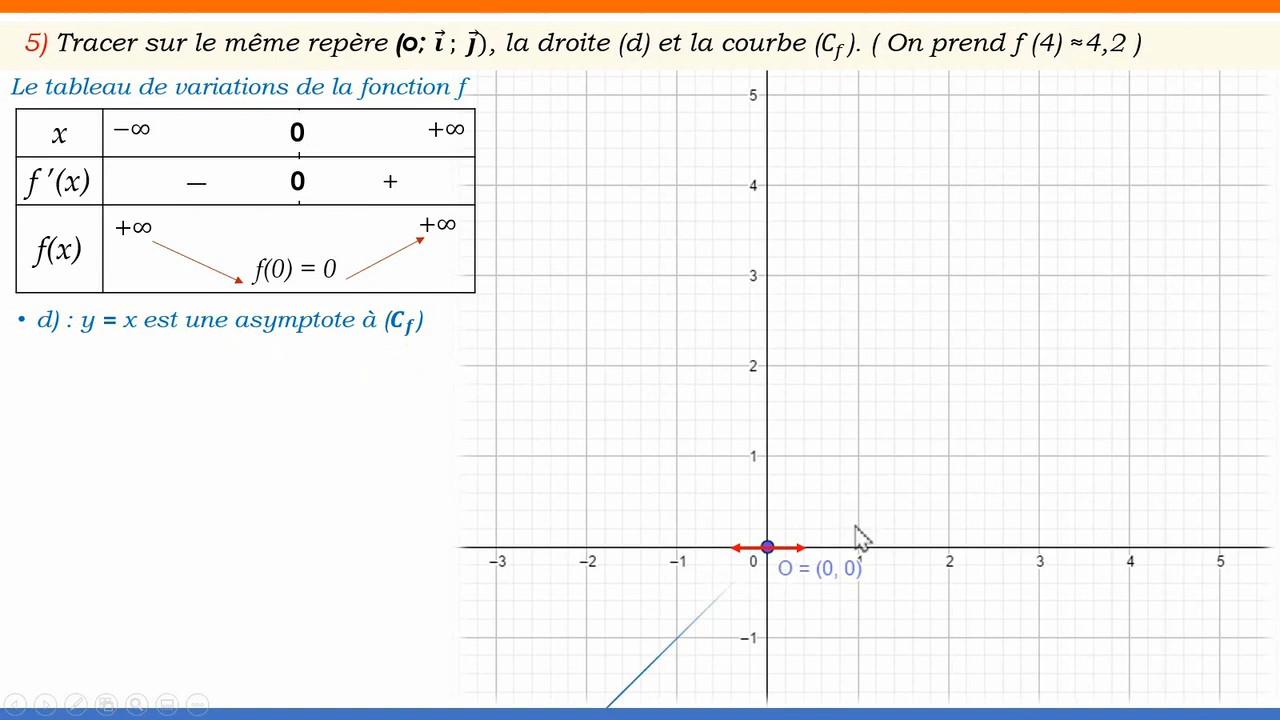 5) Tracer sur le même repère (o; i⃗ ; j⃗), la droite (d) et la courbe (C_f). ( On prend f (4) ≈4,2 )
Le tableau de variations de la fonction f
x −∞ 0 +∞
f ′(x) — 0 +
f(x) +∞ f(0) = 0 +∞
• d) : y = x est une asymptote à (C_f)
5
4
3
2
1
−3 −2 −1 0 1 2 3 4 5
O = (0, 0)
−1